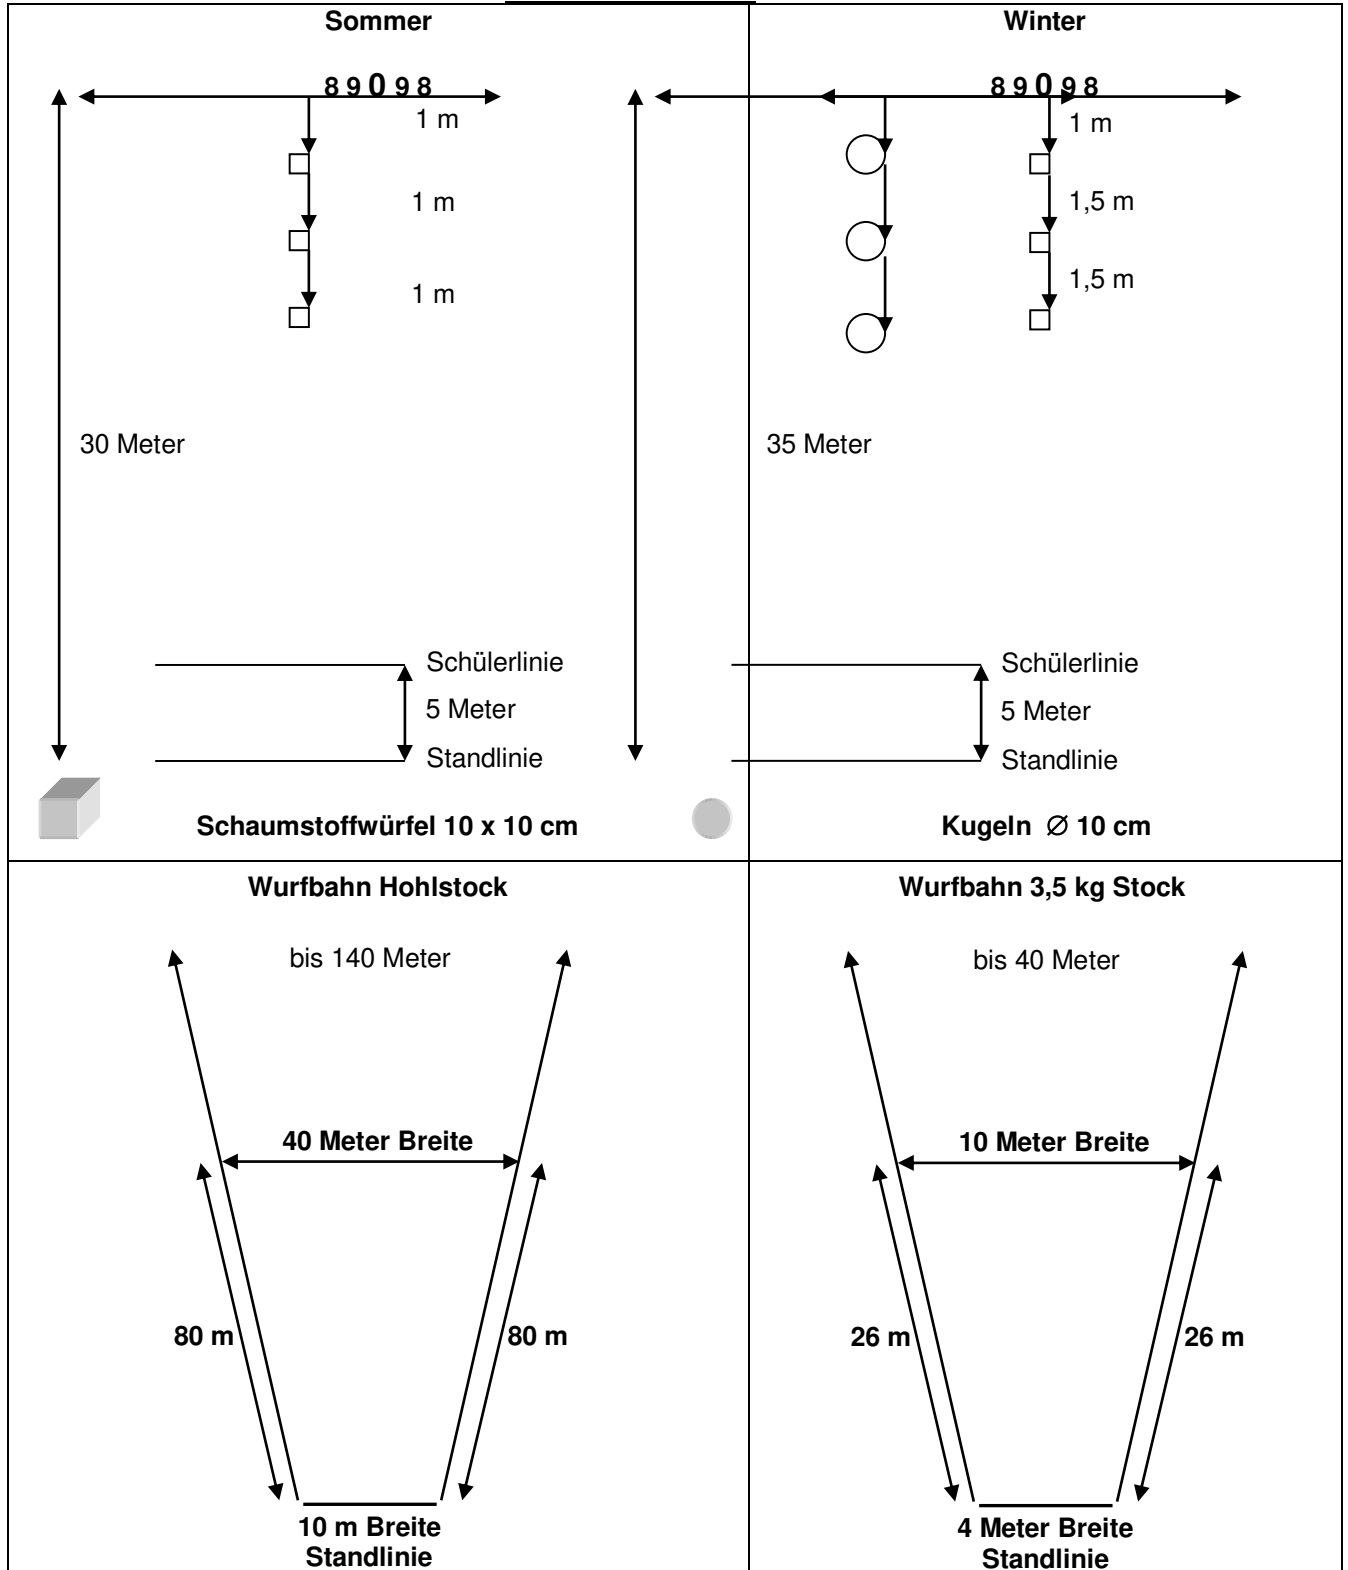 Sommer
8 9 0 9 8
1 m
1 m
1 m
30 Meter
Schülerlinie
5 Meter
Standlinie
Schaumstoffwürfel 10 x 10 cm
Winter
8 9 0 9 8
1 m
1,5 m
1,5 m
35 Meter
Schülerlinie
5 Meter
Standlinie
Kugeln ∅ 10 cm
Wurfbahn Hohlstock
bis 140 Meter
40 Meter Breite
80 m 80 m
10 m Breite
Standlinie
Wurfbahn 3,5 kg Stock
bis 40 Meter
10 Meter Breite
26 m 26 m
4 Meter Breite
Standlinie